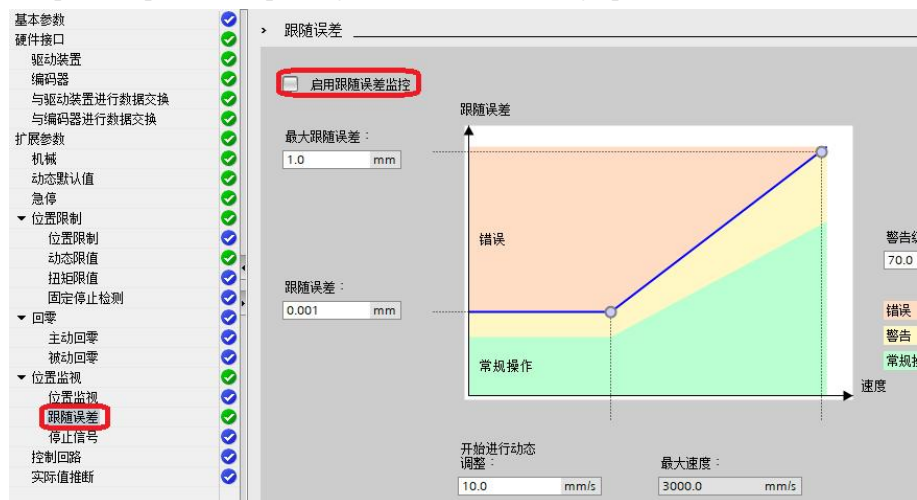 基本参数
硬件接口
驱动装置
编码器
与驱动装置进行数据交换
与编码器进行数据交换
扩展参数
机械
动态默认值
急停
位置限制
位置限制
动态限值
扭矩限值
固定停止检测
回零
主动回零
被动回零
位置监视
位置监视
跟随误差
停止信号
控制回路
实际值推断
跟随误差
启用跟随误差监控
跟随误差
最大跟随误差：
1.0 mm
错误
警告级
70.0
跟随误差：
0.001 mm
错误
警告
常规操
常规操作
速度
开始进行动态
调整：
10.0 mm/s
最大速度：
3000.0 mm/s